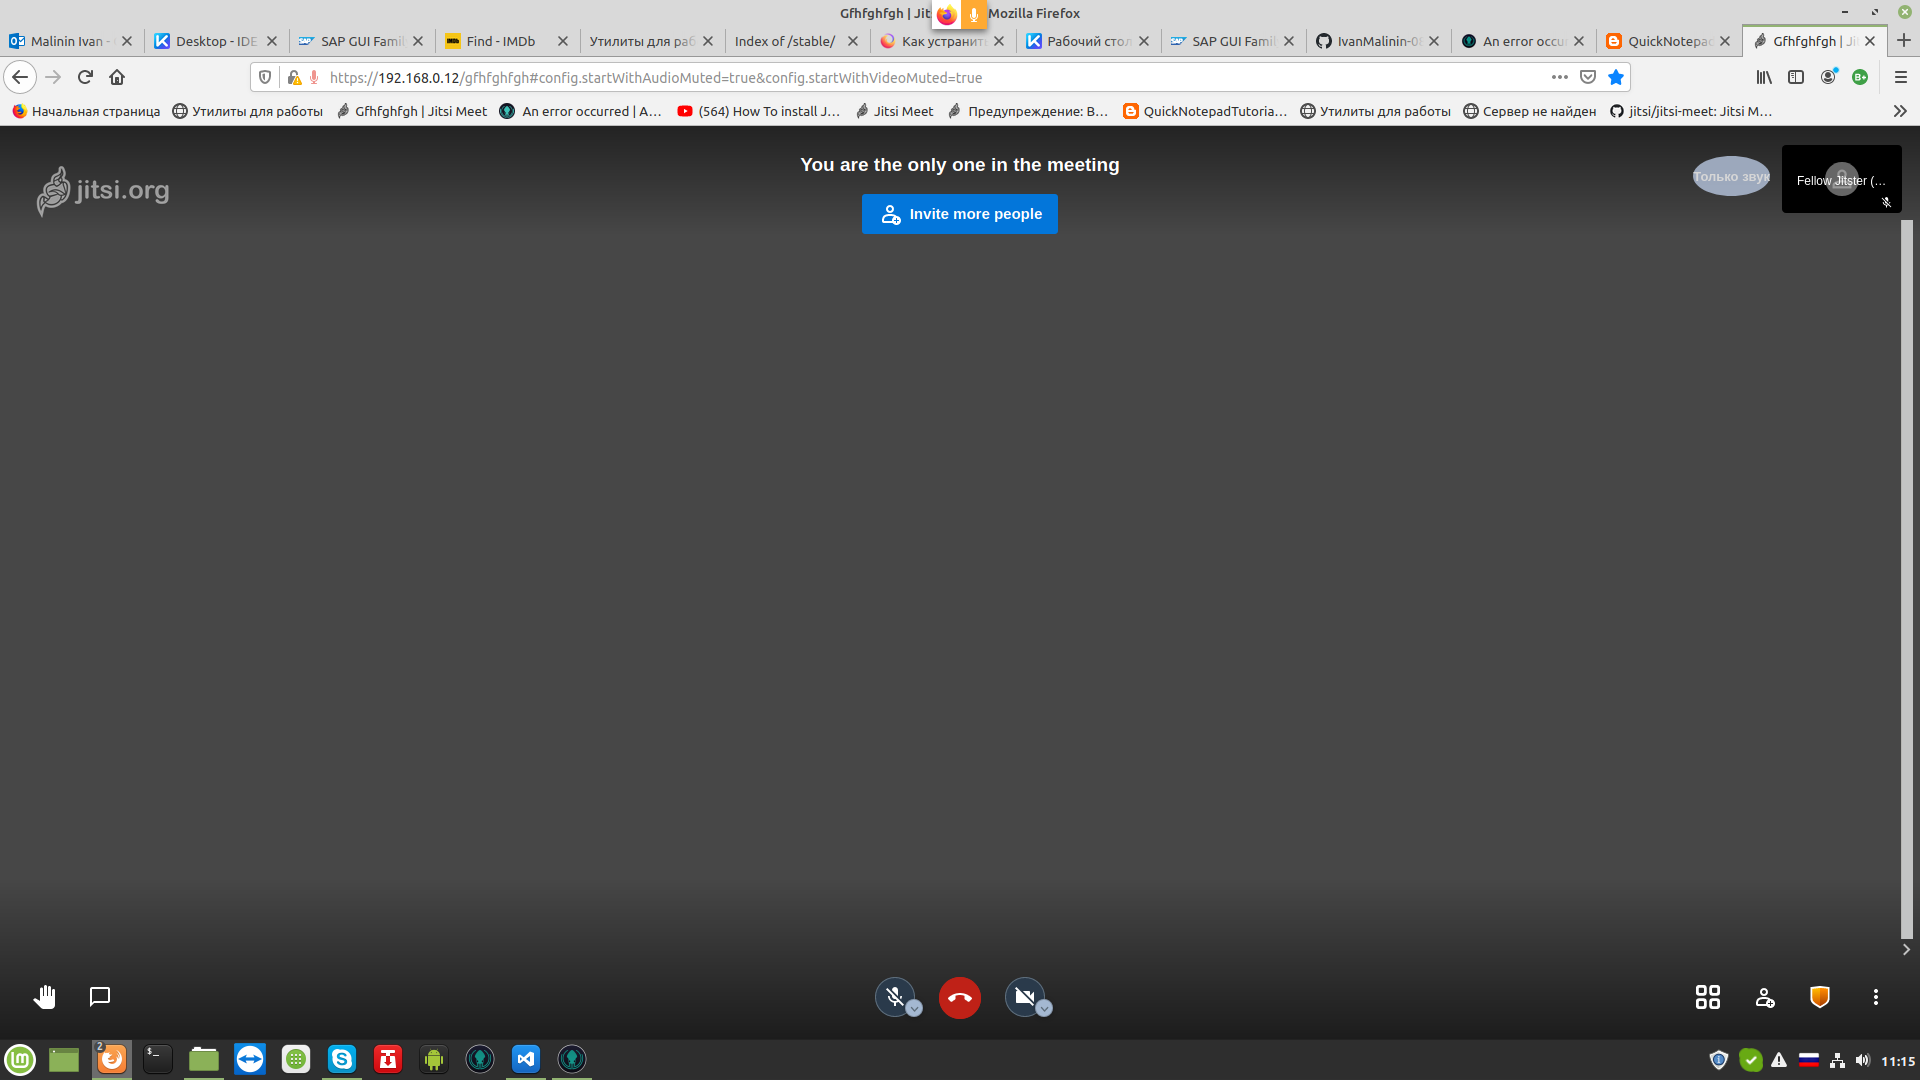 Gfhfghfgh | Jit Mozilla Firefox
Malinin Ivan - Desktop - IDE SAP GUI Famil Find - IMDb Утилиты для раб Index of /stable/ Как устранит Рабочий стол SAP GUI Famil IvanMalinin-0 An error occu QuickNotepad Gfhfghfgh | Jit
https://192.168.0.12/gfhfghfgh#config.startWithAudioMuted=true&config.startWithVideoMuted=true
B+
Начальная страница Утилиты для работы Gfhfghfgh | Jitsi Meet An error occurred | A… (564) How To install J… Jitsi Meet Предупреждение: В… QuickNotepadTutoria… Утилиты для работы Сервер не найден jitsi/jitsi-meet: Jitsi M…
You are the only one in the meeting
jitsi.org
Только звук
Fellow Jitster (…
Invite more people
2
11:15